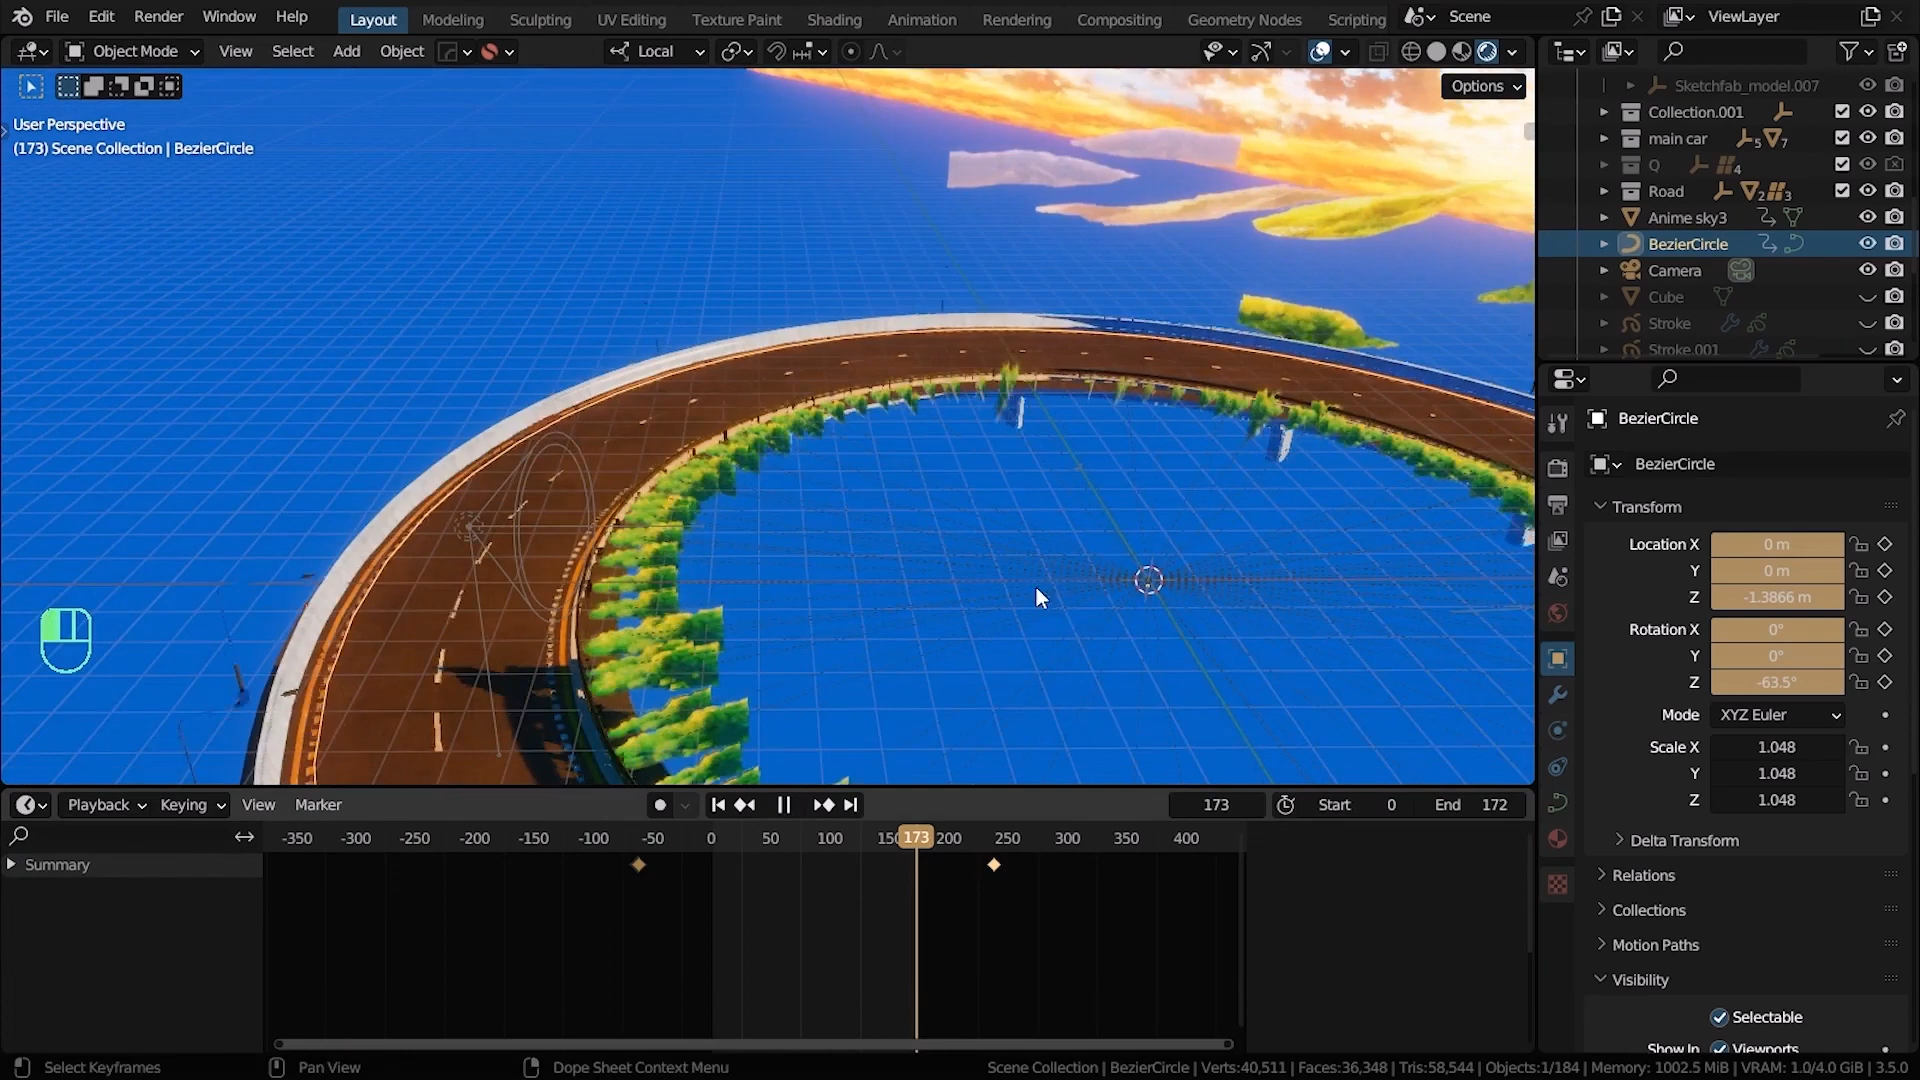 File Edit Render Window Help Layout Modeling Sculpting UV Editing Texture Paint Shading Animation Rendering Compositing Geometry Nodes Scripting Scene ViewLayer
Object Mode View Select Add Object Local
Options
User Perspective
(173) Scene Collection | BezierCircle
Sketchfab_model.007
Collection.001
main car 5 7
Q 4
Road 2 3
Anime sky3
BezierCircle
Camera
Cube
Stroke
Stroke.001
BezierCircle
BezierCircle
Transform
Location X 0 m
Y 0 m
Z -1.3866 m
Rotation X 0°
Y 0°
Z -63.5°
Mode XYZ Euler
Scale X 1.048
Y 1.048
Z 1.048
Delta Transform
Relations
Collections
Motion Paths
Visibility
Selectable
Show In Viewports
Playback Keying View Marker 173 Start 0 End 172
-350 -300 -250 -200 -150 -100 -50 0 50 100 15 173 200 250 300 350 400
Summary
Select Keyframes Pan View Dope Sheet Context Menu Scene Collection | BezierCircle | Verts:40,511 | Faces:36,348 | Tris:58,544 | Objects:1/184 | Memory: 1002.5 MiB | VRAM: 1.0/4.0 GiB | 3.5.0